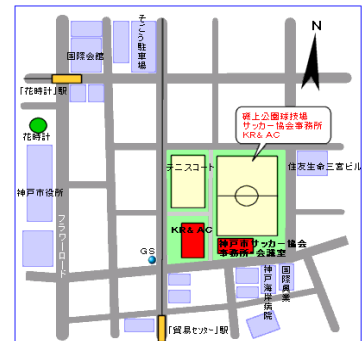 国際会館
そごう駐車場
N
「花時計」駅
花時計
磯上公園球技場
サッカー協会事務所
KR& AC
テニスコート
住友生命三宮ビル
神戸市役所
フラワーロード
KR& AC
神戸市サッカー協会
事務所・会議室
GS
神戸海岸病院
国際興業
「貿易センター」駅